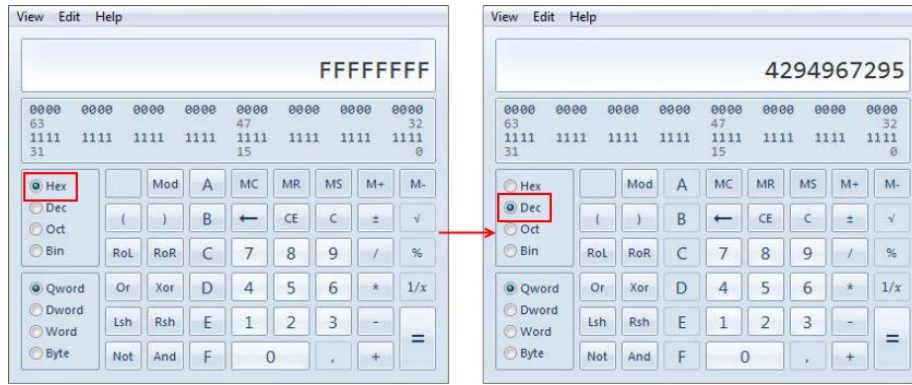 View Edit Help
FFFFFFFF
0000 0000 0000 0000 0000 0000 0000 0000
63 47 32
1111 1111 1111 1111 1111 1111 1111 1111
31 15 0
Hex
Dec
Oct
Bin
Qword
Dword
Word
Byte
Mod A MC MR MS M+ M-
( ) B ← CE C ± √
RoL RoR C 7 8 9 / %
Or Xor D 4 5 6 * 1/x
Lsh Rsh E 1 2 3 - =
Not And F 0 , +
View Edit Help
4294967295
0000 0000 0000 0000 0000 0000 0000 0000
63 47 32
1111 1111 1111 1111 1111 1111 1111 1111
31 15 0
Hex
Dec
Oct
Bin
Qword
Dword
Word
Byte
Mod A MC MR MS M+ M-
( ) B ← CE C ± √
RoL RoR C 7 8 9 / %
Or Xor D 4 5 6 * 1/x
Lsh Rsh E 1 2 3 - =
Not And F 0 , +